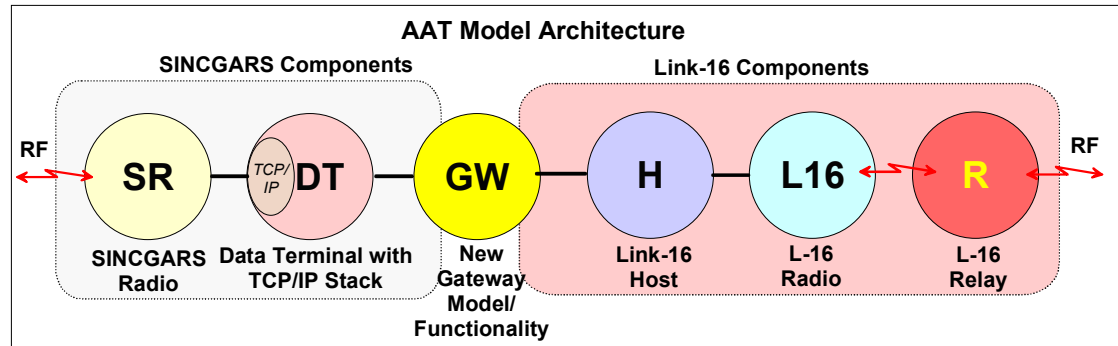 AAT Model Architecture
SINCGARS Components
Link-16 Components
RF
SR
TCP/
IP
DT
GW
H
L16
R
RF
SINCGARS
Radio
Data Terminal with
TCP/IP Stack
New
Gateway
Model/
Functionality
Link-16
Host
L-16
Radio
L-16
Relay